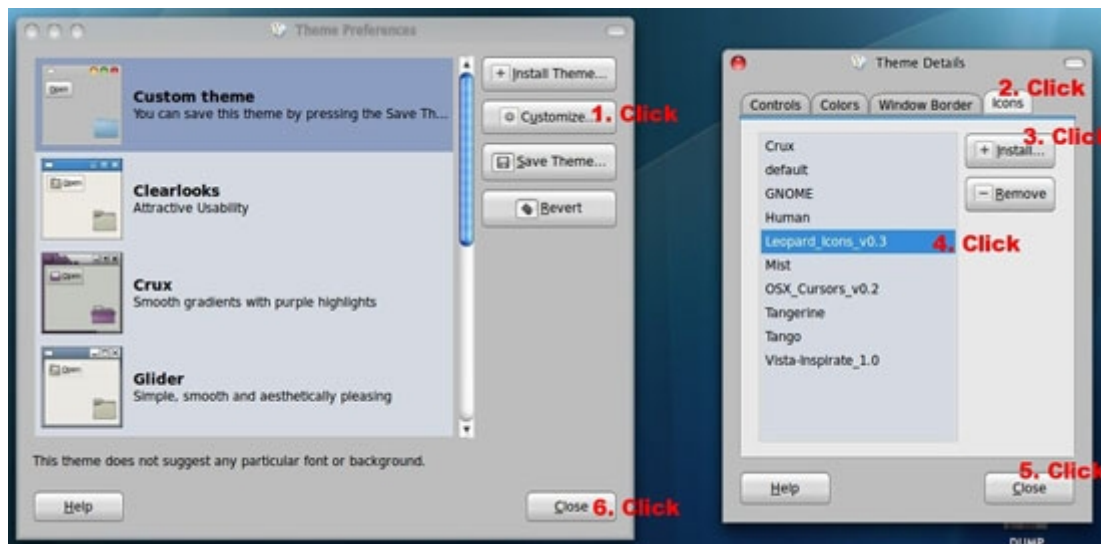 Theme Preferences
Open
Custom theme
You can save this theme by pressing the Save Th...
Open
Clearlooks
Attractive Usability
Open
Crux
Smooth gradients with purple highlights
Open
Glider
Simple, smooth and aesthetically pleasing
Install Theme...
Customize... 1. Click
Save Theme...
Revert
This theme does not suggest any particular font or background.
Help
Close 6. Click
Theme Details
2. Click
Controls Colors Window Border Icons
3. Click
Install...
Remove
Crux
default
GNOME
Human
Leopard_Icons_v0.3 4. Click
Mist
OSX_Cursors_v0.2
Tangerine
Tango
Vista-Inspirate_1.0
5. Click
Help
Close
DUMP